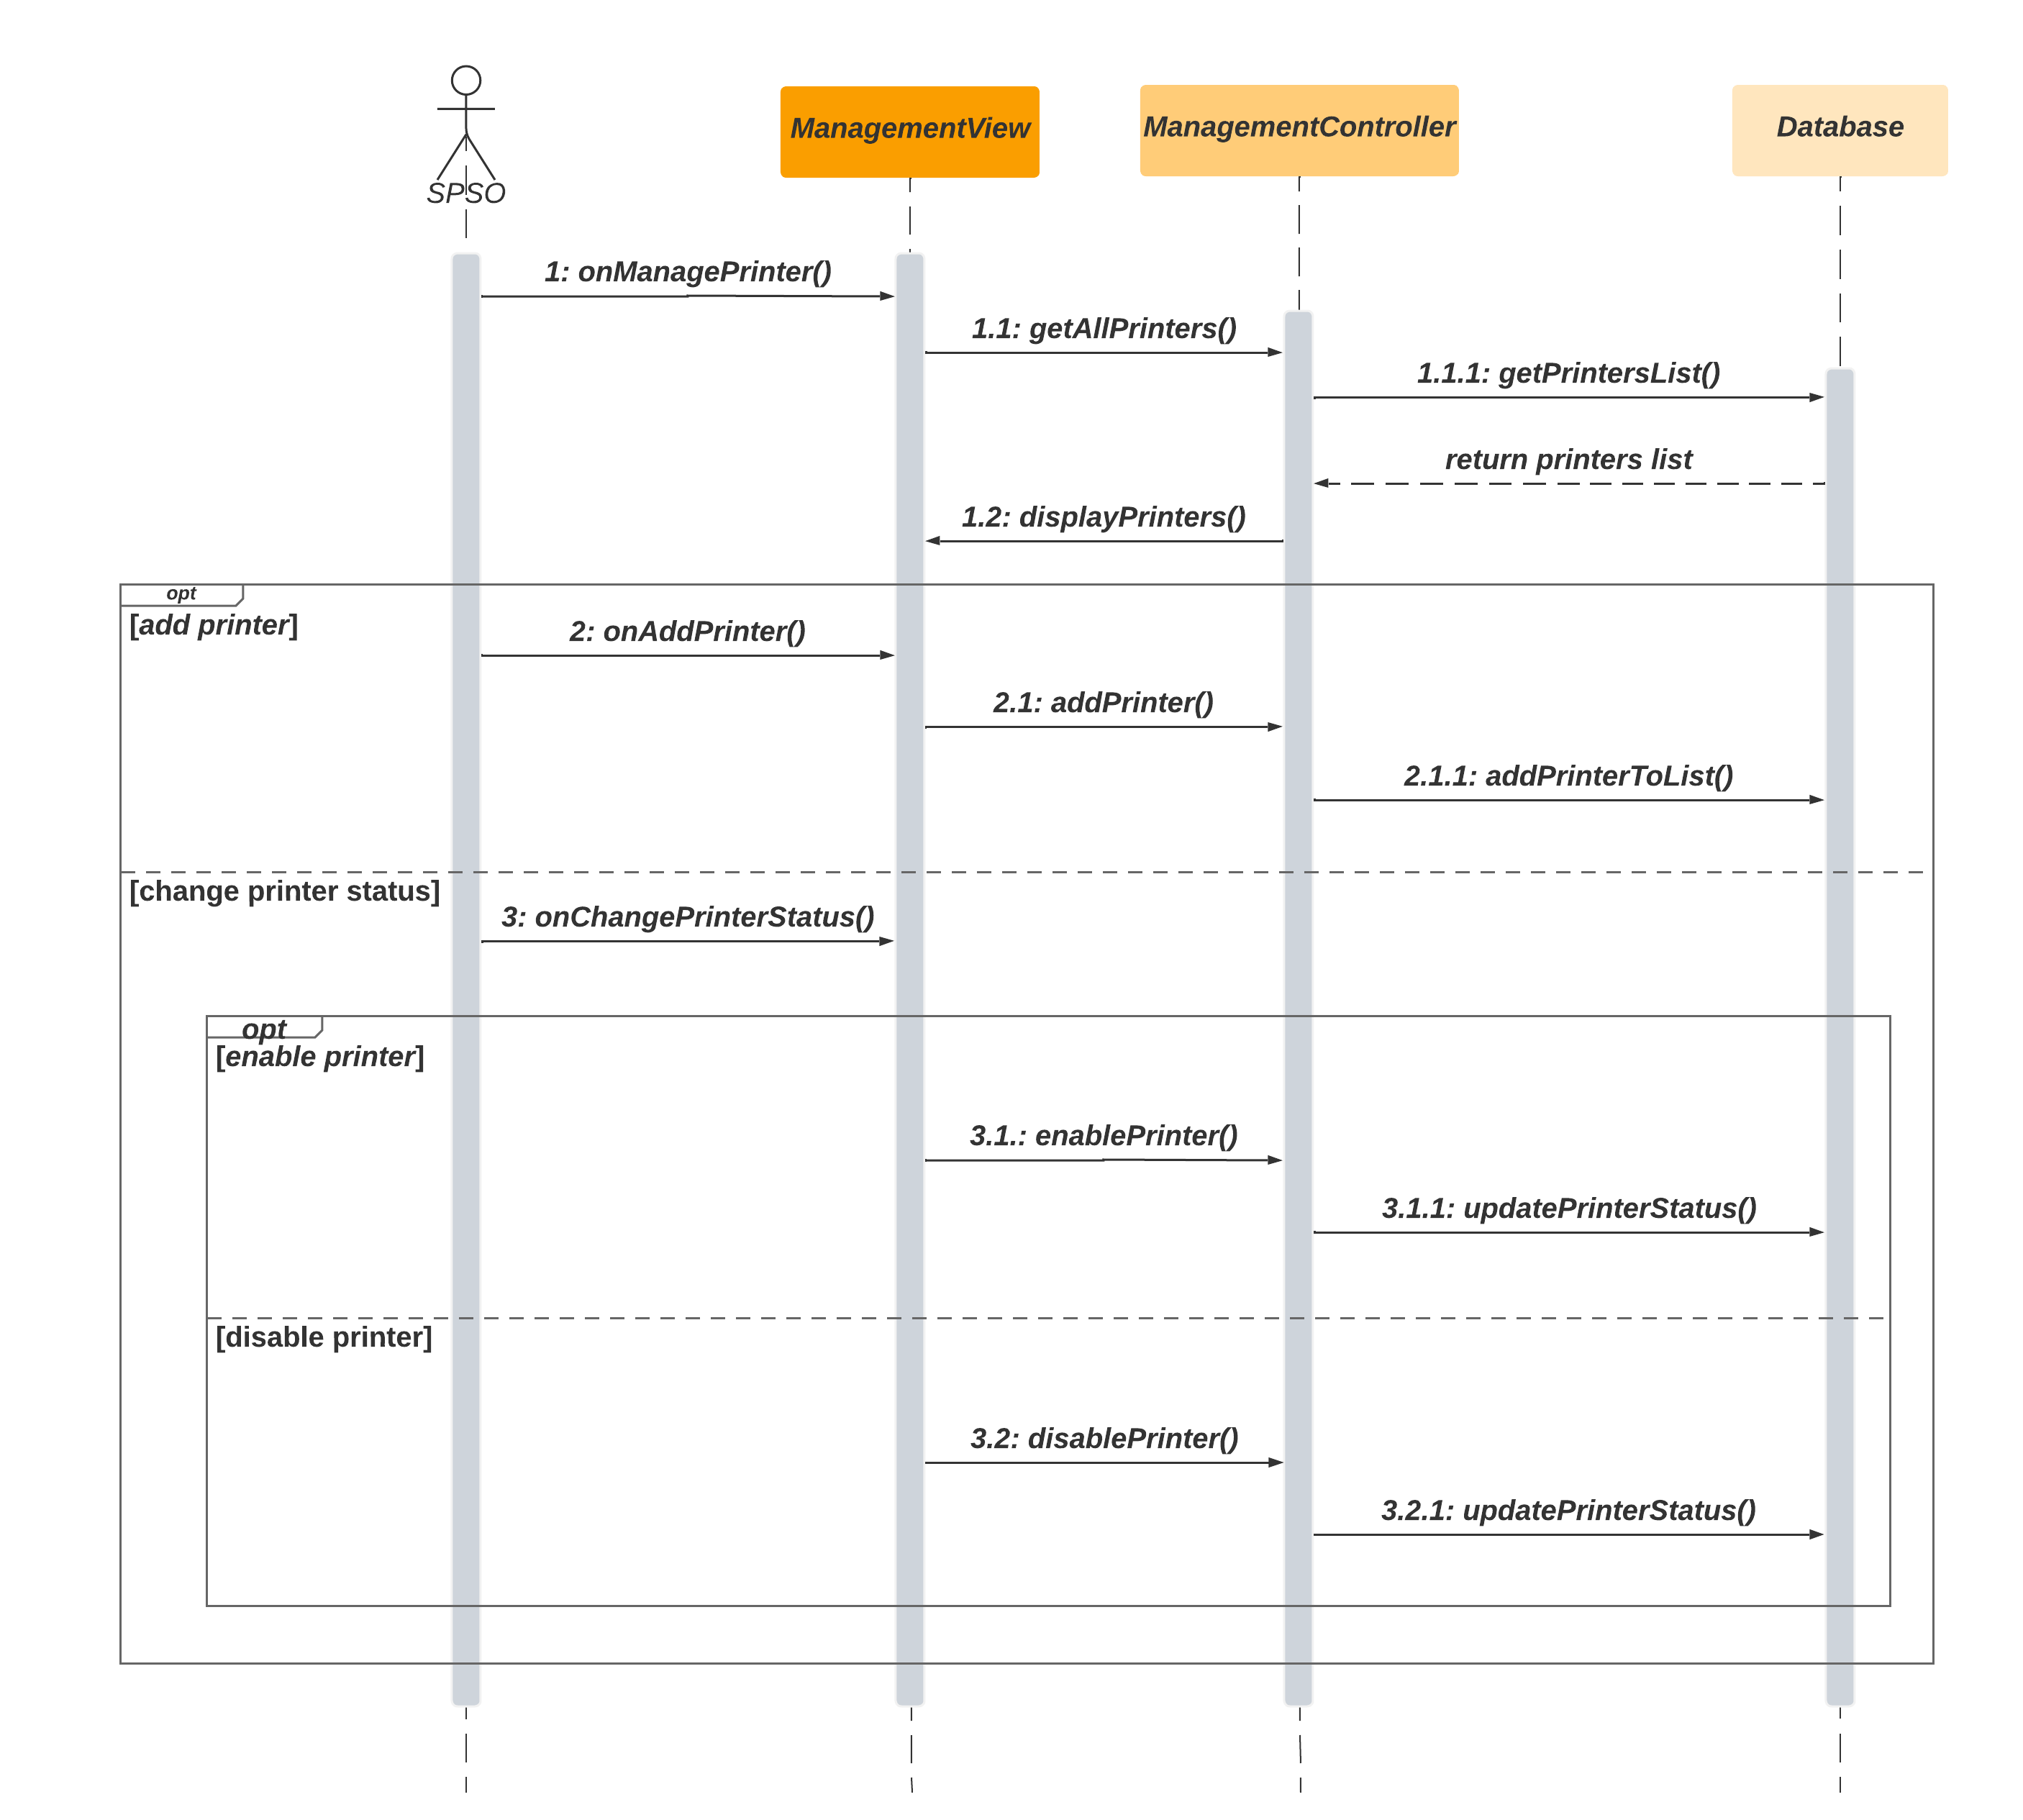 SPSO
ManagementView
ManagementController
Database
1: onManagePrinter()
1.1: getAllPrinters()
1.1.1: getPrintersList()
return printers list
1.2: displayPrinters()
opt
[add printer]
2: onAddPrinter()
2.1: addPrinter()
2.1.1: addPrinterToList()
[change printer status]
3: onChangePrinterStatus()
opt
[enable printer]
3.1.: enablePrinter()
3.1.1: updatePrinterStatus()
[disable printer]
3.2: disablePrinter()
3.2.1: updatePrinterStatus()